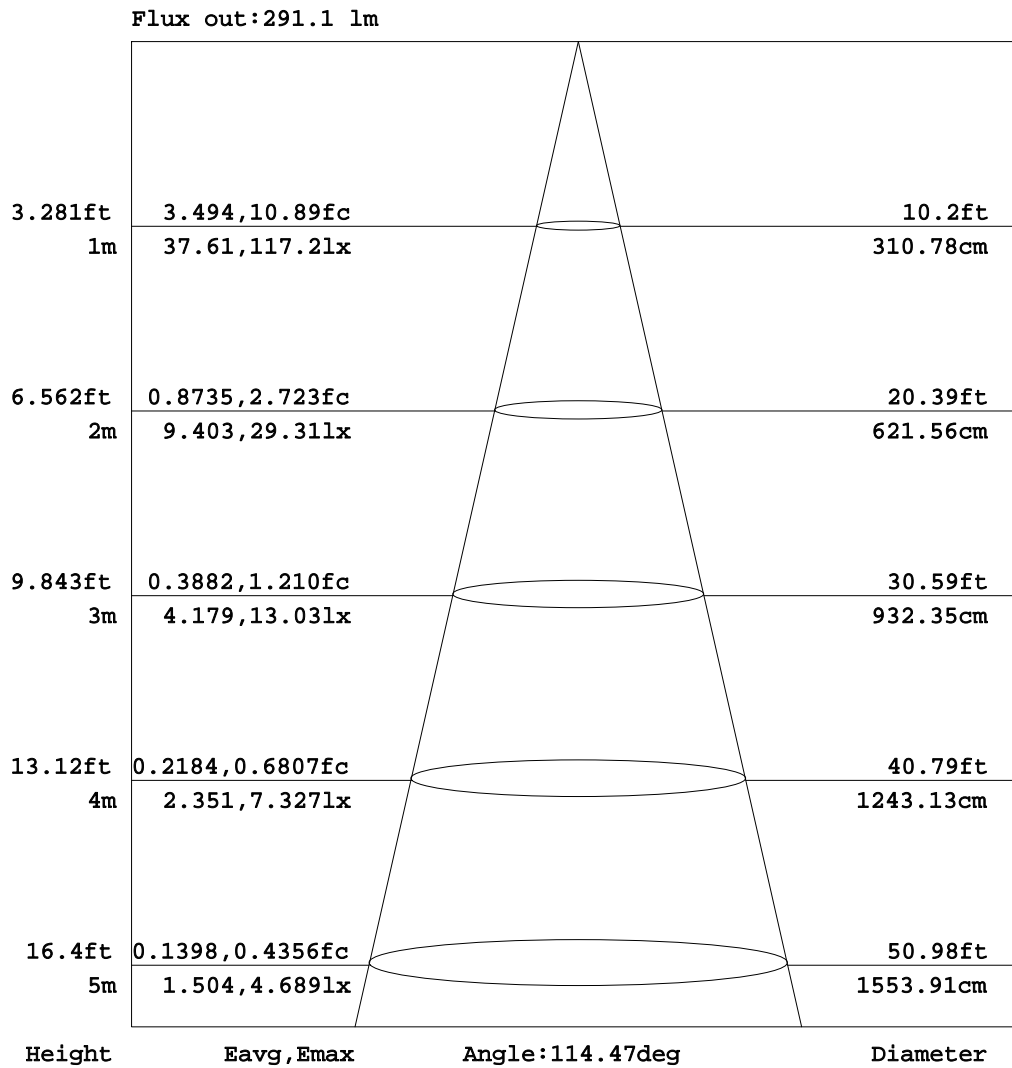 Flux out:291.1 lm
3.281ft 3.494,10.89fc 10.2ft
1m 37.61,117.2lx 310.78cm
6.562ft 0.8735,2.723fc 20.39ft
2m 9.403,29.31lx 621.56cm
9.843ft 0.3882,1.210fc 30.59ft
3m 4.179,13.03lx 932.35cm
13.12ft 0.2184,0.6807fc 40.79ft
4m 2.351,7.327lx 1243.13cm
16.4ft 0.1398,0.4356fc 50.98ft
5m 1.504,4.689lx 1553.91cm
Height Eavg,Emax Angle:114.47deg Diameter